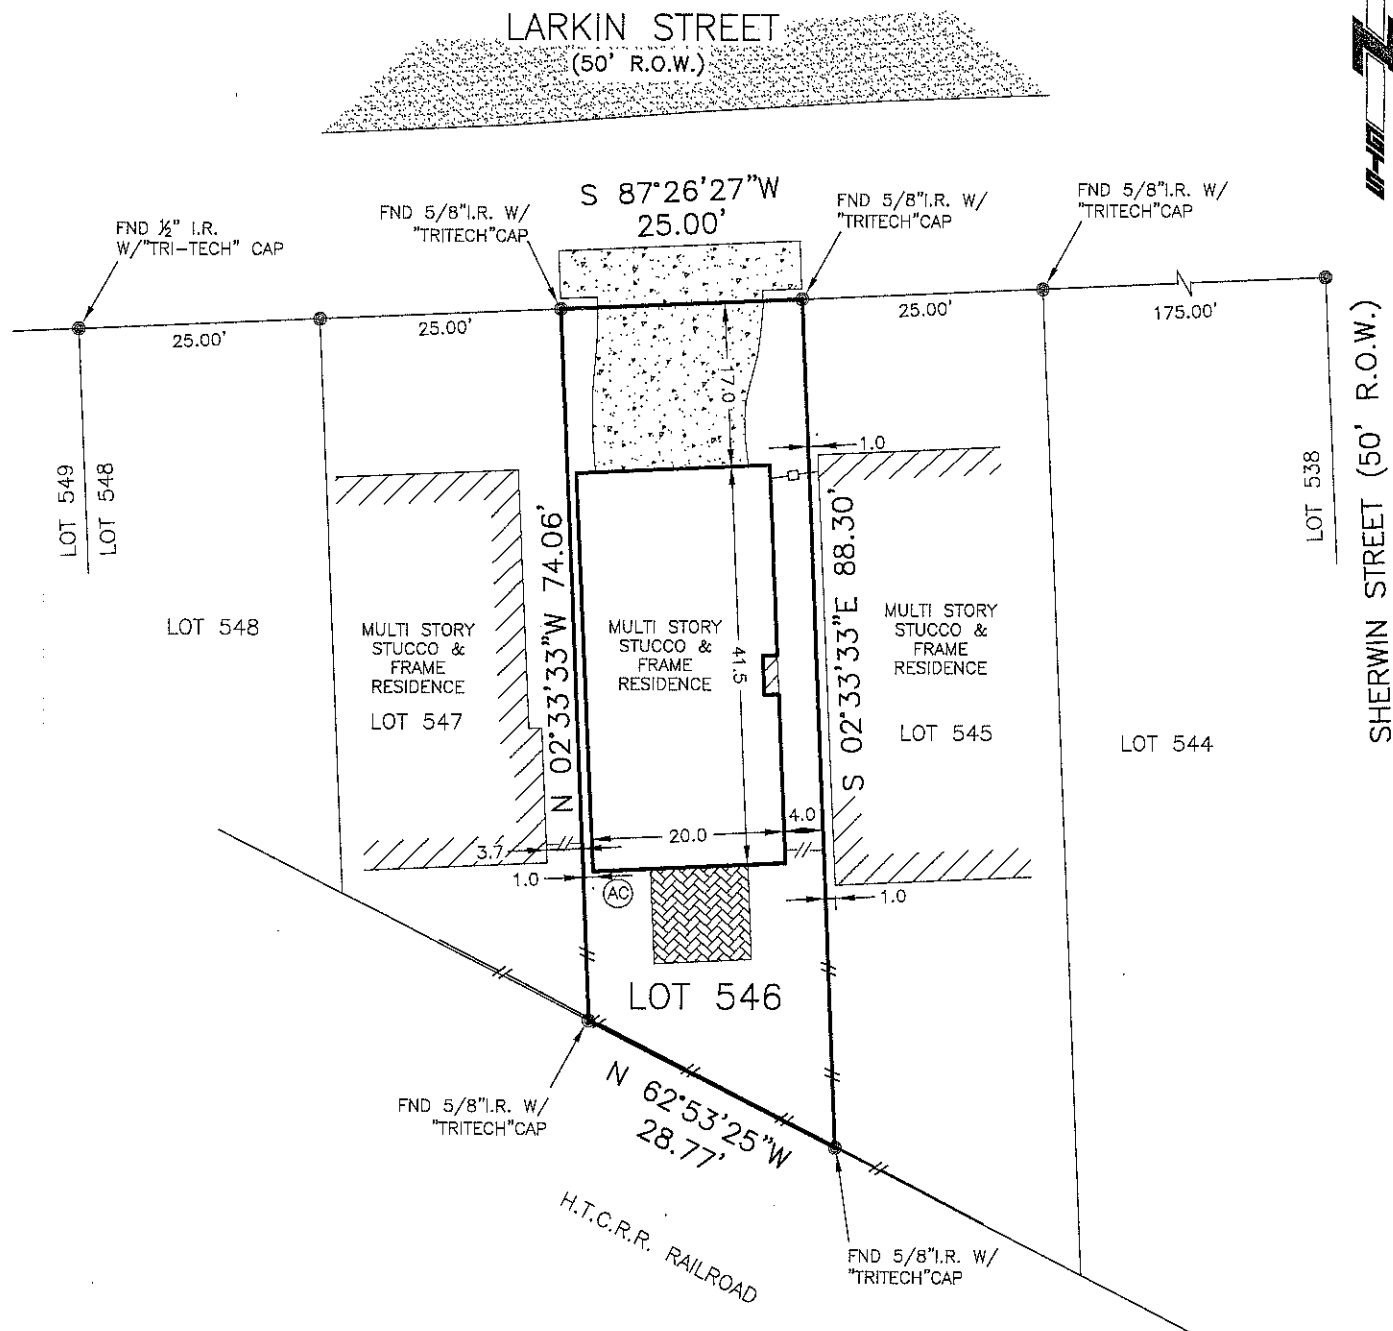 LARKIN STREET
(50' R.O.W.)
S 87°26'27"W
25.00'
FND 5/8"I.R. W/
"TRITECH"CAP
FND 5/8"I.R. W/
"TRITECH"CAP
FND 5/8"I.R. W/
"TRITECH"CAP
FND ½" I.R.
W/"TRI-TECH" CAP
25.00'
25.00'
25.00'
175.00'
17.0
1.0
LOT 549
LOT 548
LOT 538
SHERWIN STREET (50' R.O.W.)
N 02°33'33"W 74.06'
S 02°33'33"E 88.30'
LOT 548
MULTI STORY
STUCCO &
FRAME
RESIDENCE
LOT 547
MULTI STORY
STUCCO &
FRAME
RESIDENCE
41.5
MULTI STORY
STUCCO &
FRAME
RESIDENCE
LOT 545
LOT 544
20.0
4.0
3.7
1.0
AC
1.0
LOT 546
N 62°53'25"W
28.77'
FND 5/8"I.R. W/
"TRITECH"CAP
H.T.C.R.R. RAILROAD
FND 5/8"I.R. W/
"TRITECH"CAP